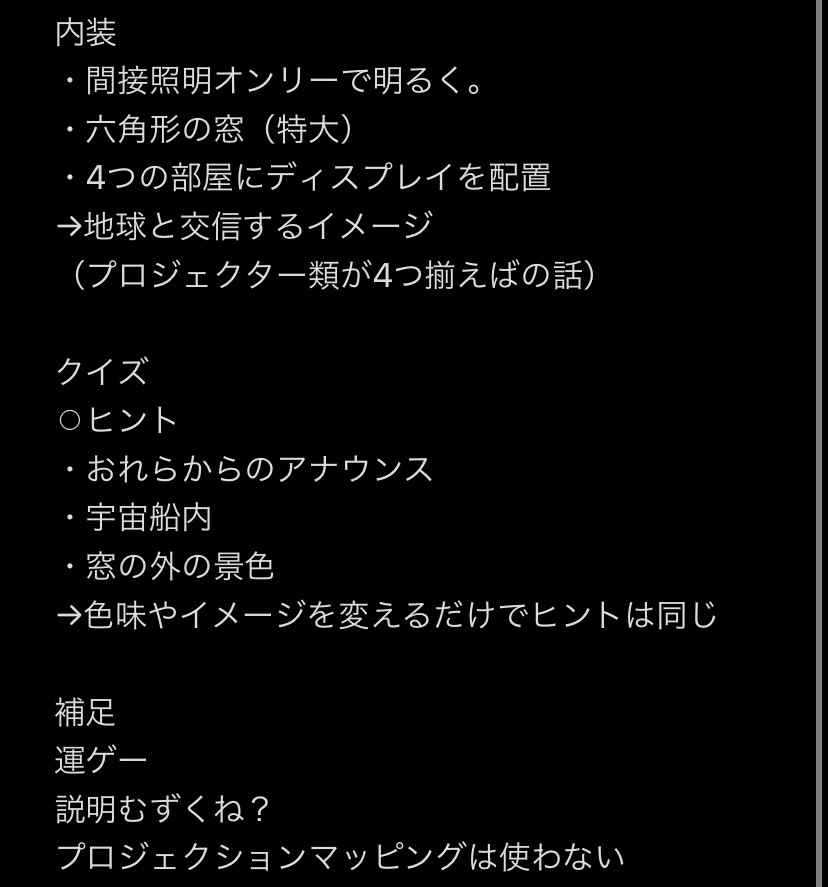 内装
・間接照明オンリーで明るく。
・六角形の窓（特大）
・4つの部屋にディスプレイを配置
→地球と交信するイメージ
（プロジェクター類が4つ揃えばの話）
クイズ
○ヒント
・おれらからのアナウンス
・宇宙船内
・窓の外の景色
→色味やイメージを変えるだけでヒントは同じ
補足
運ゲー
説明むずくね？
プロジェクションマッピングは使わない